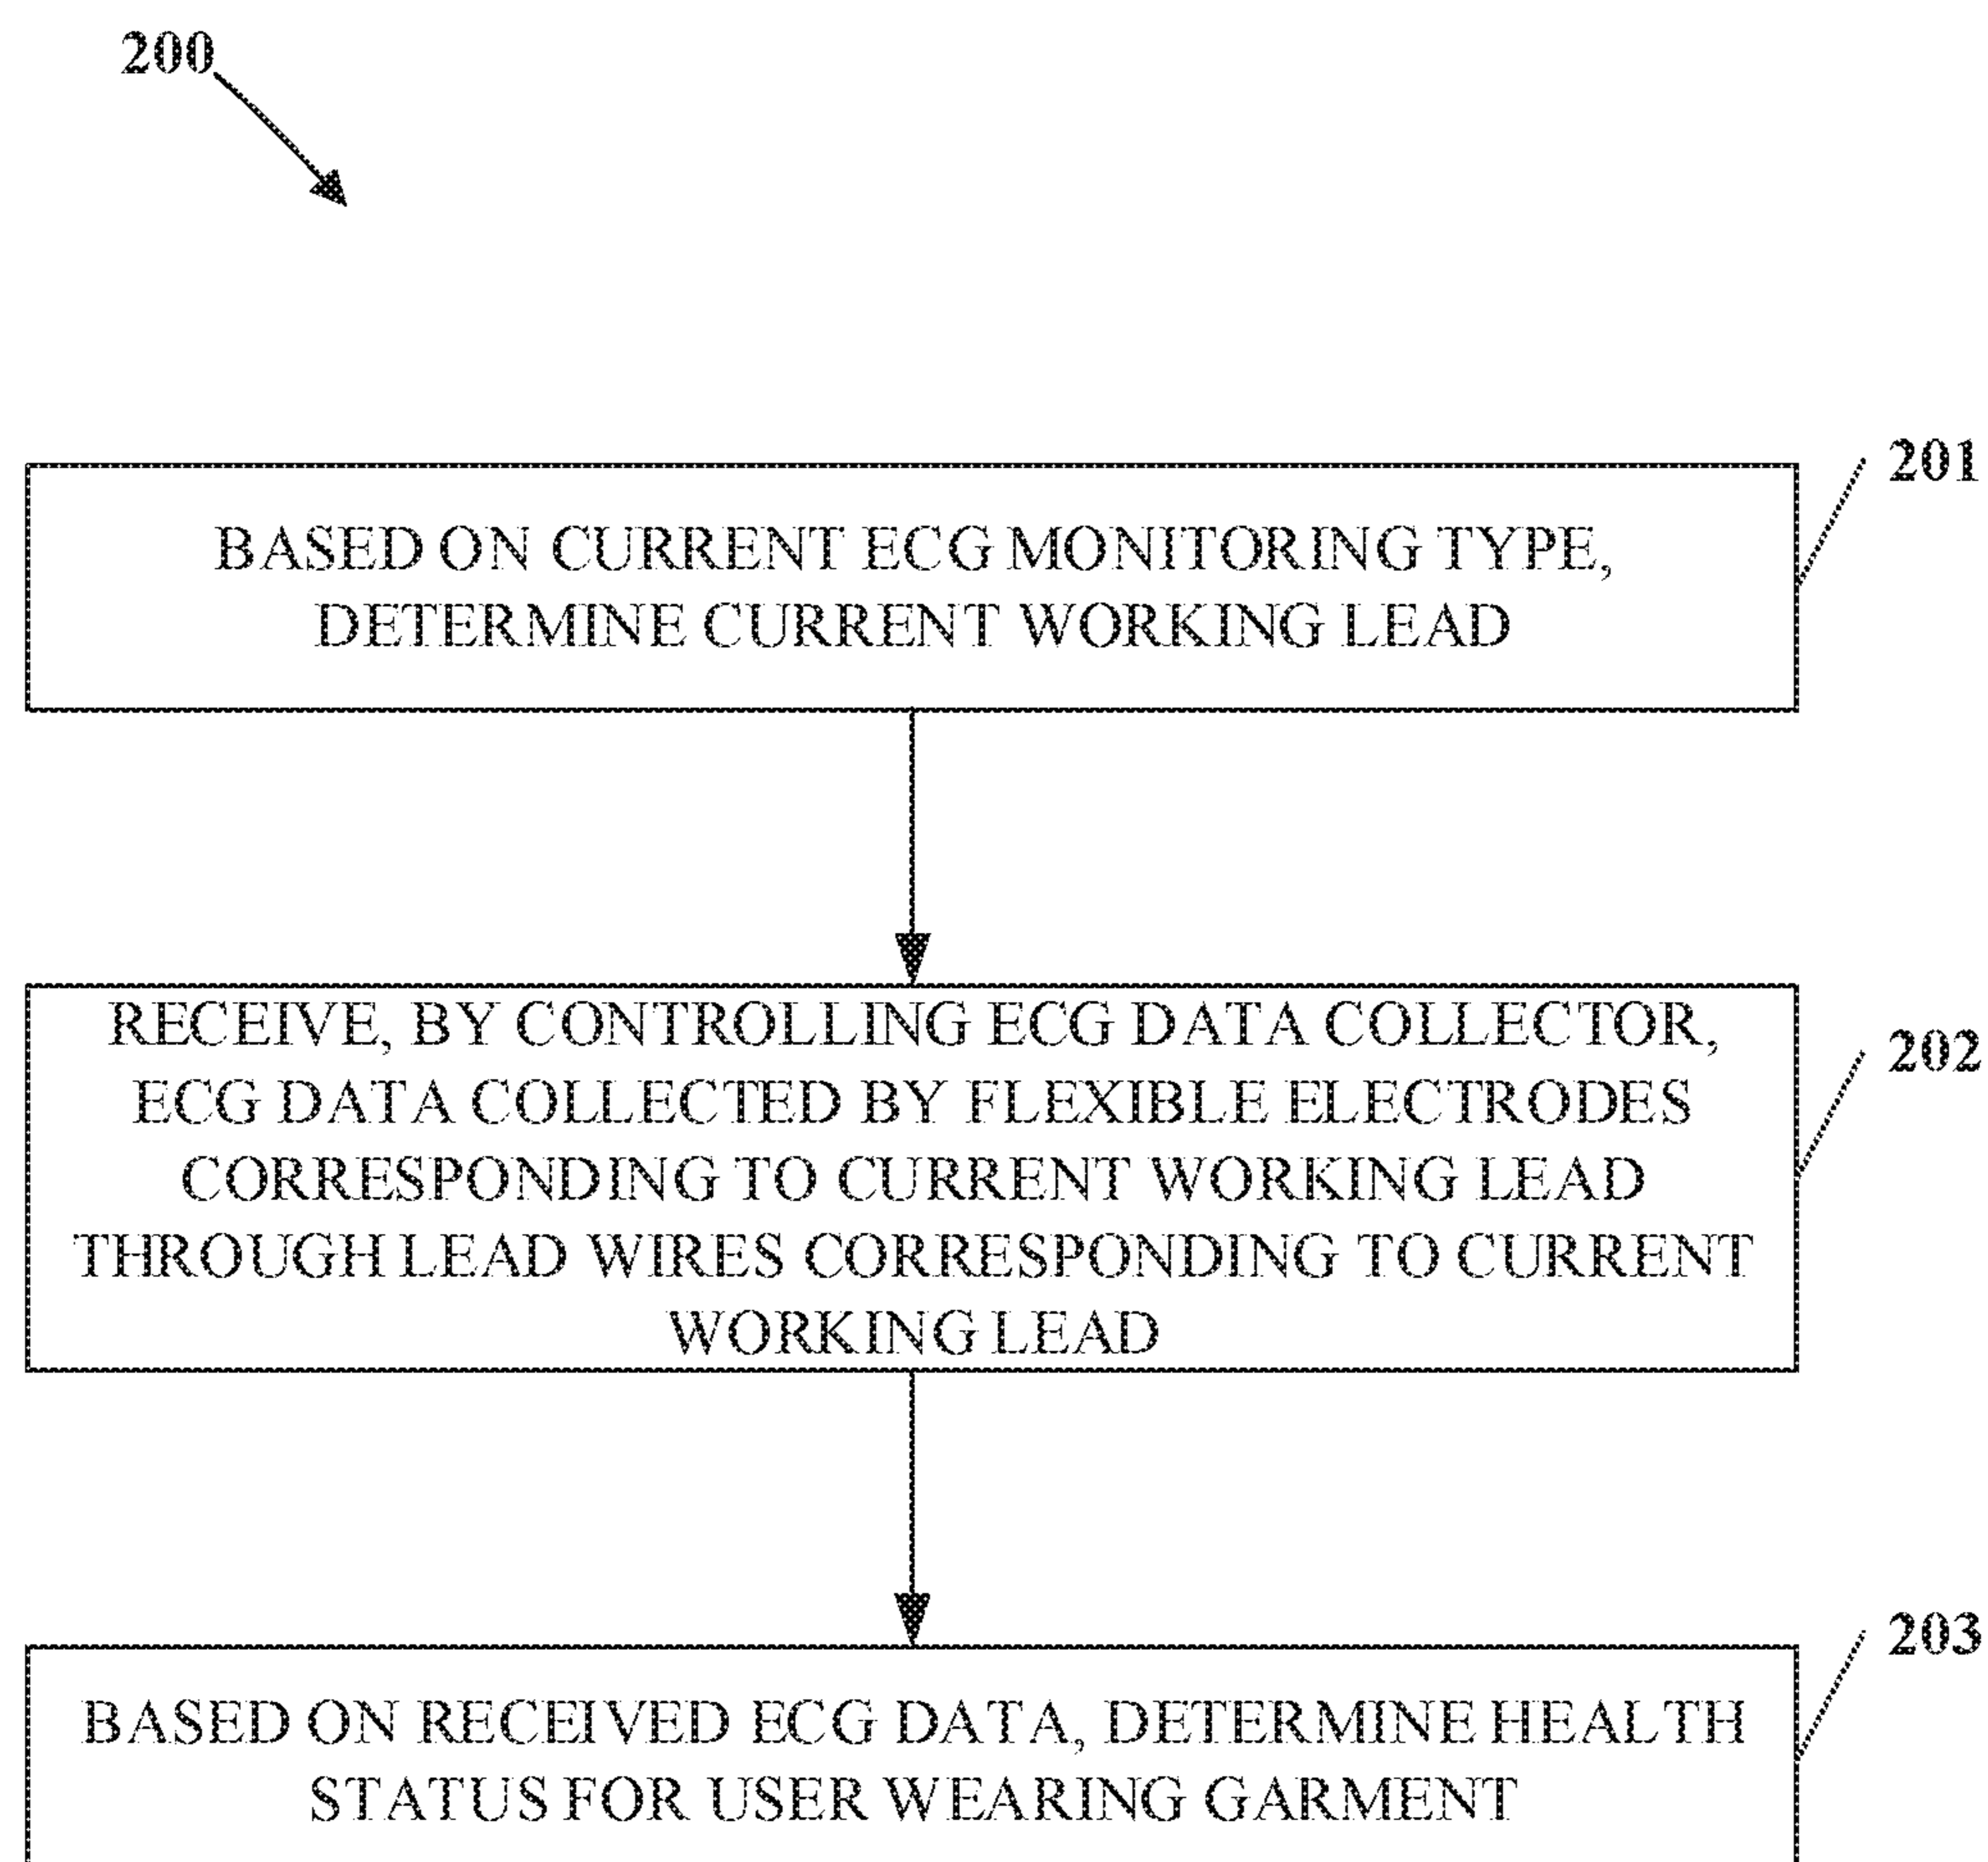 200
201
BASED ON CURRENT ECG MONITORING TYPE,
DETERMINE CURRENT WORKING LEAD
202
RECEIVE, BY CONTROLLING ECG DATA COLLECTOR,
ECG DATA COLLECTED BY FLEXIBLE ELECTRODES
CORRESPONDING TO CURRENT WORKING LEAD
THROUGH LEAD WIRES CORRESPONDING TO CURRENT
WORKING LEAD
203
BASED ON RECEIVED ECG DATA, DETERMINE HEALTH
STATUS FOR USER WEARING GARMENT